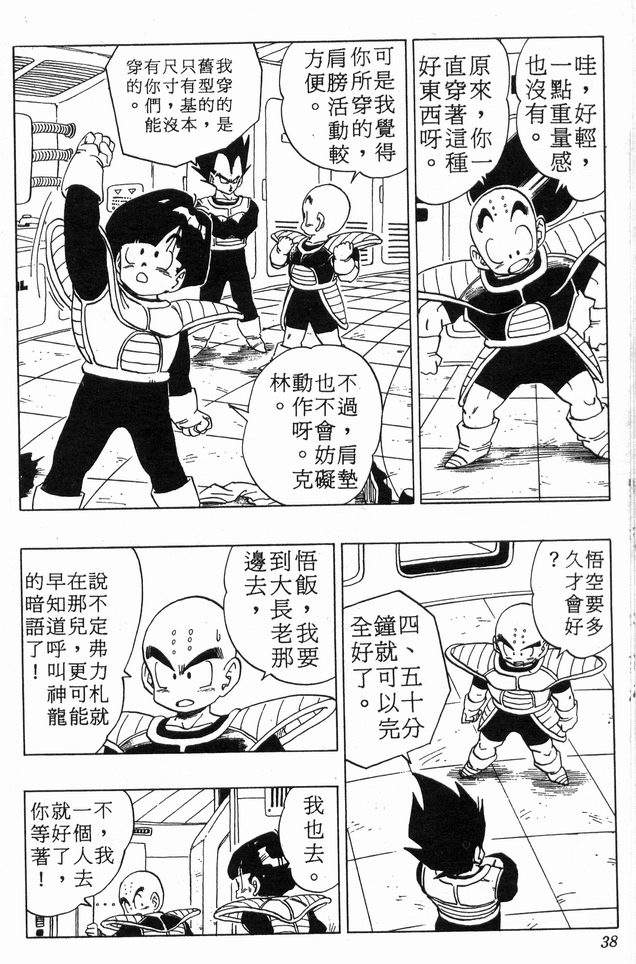 哇，好輕，
一點重量感
也沒有。
原來，你一
直穿著這種
好東西呀。
可是我覺得
你所穿的，
肩膀活動較
方便。
我穿的是
舊型的，
只有基本
尺寸，沒
有你們能
穿的。
不過，肩墊
也不會妨礙
動作呀。克
林。
悟空要多
久才會好
？
四、五十分
鐘就可以完
全好了。
悟飯，我要
到大長老那
邊去，
說不定弗力札就
在那兒，更可能
早知道呼叫神龍
的暗語了！
我也去。
不，我
一個人去
就好了，
你等著！
38